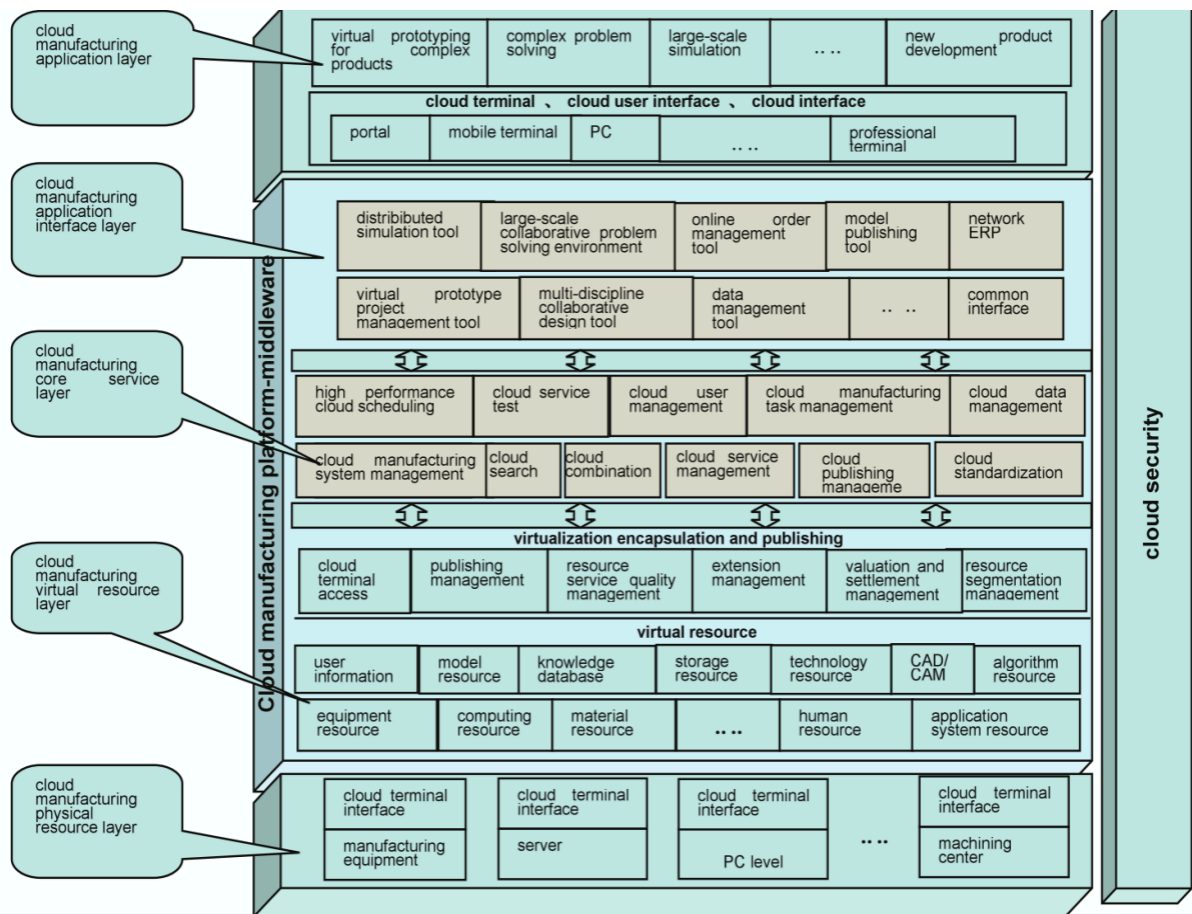 cloud
manufacturing
application layer
virtual prototyping
for complex
products
complex problem
solving
large-scale
simulation
.. ..
new product
development
cloud terminal 、 cloud user interface 、 cloud interface
portal
mobile terminal
PC
.. ..
professional
terminal
cloud
manufacturing
application
interface layer
distribibuted
simulation tool
large-scale
collaborative problem
solving environment
online order
management
tool
model
publishing
tool
network
ERP
virtual prototype
project
management tool
multi-discipline
collaborative
design tool
data
management
tool
.. ..
common
interface
cloud
manufacturing
core service
layer
high performance
cloud scheduling
cloud service
test
cloud user
management
cloud manufacturing
task management
cloud data
management
cloud manufacturing
system management
cloud
search
cloud
combination
cloud service
management
cloud
publishing
manageme
cloud
standardization
virtualization encapsulation and publishing
cloud
terminal
access
publishing
management
resource
service quality
management
extension
management
valuation and
settlement
management
resource
segmentation
management
cloud
manufacturing
virtual resource
layer
virtual resource
user
information
model
resource
knowledge
database
storage
resource
technology
resource
CAD/
CAM
algorithm
resource
equipment
resource
computing
resource
material
resource
.. ..
human
resource
application
system resource
Cloud manufacturing platform-middleware
cloud
manufacturing
physical
resource layer
cloud terminal
interface
manufacturing
equipment
cloud terminal
interface
server
cloud terminal
interface
PC level
.. ..
cloud terminal
interface
machining
center
cloud security